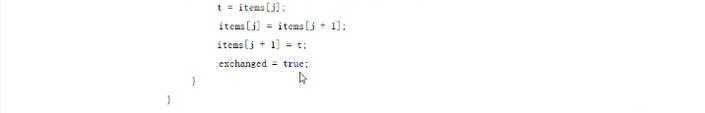 t = items[j];
items[j] = items[j + 1];
items[j + 1] = t;
exchanged = true;
}
}